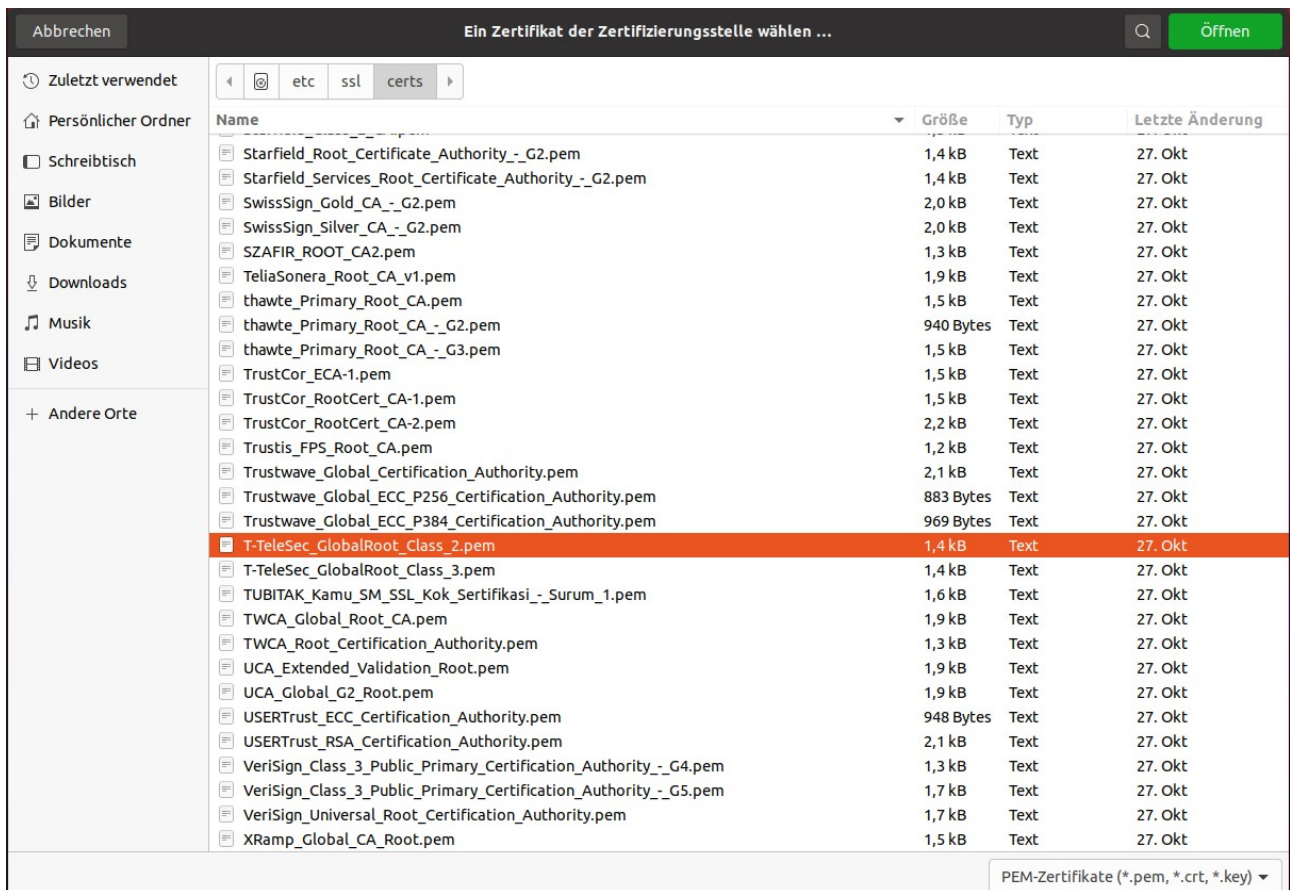 Abbrechen Ein Zertifikat der Zertifizierungsstelle wählen ... Öffnen
Zuletzt verwendet
Persönlicher Ordner
Schreibtisch
Bilder
Dokumente
Downloads
Musik
Videos
+ Andere Orte
etc ssl certs
Name Größe Typ Letzte Änderung
Starfield_Root_Certificate_Authority_-_G2.pem 1,4 kB Text 27. Okt
Starfield_Services_Root_Certificate_Authority_-_G2.pem 1,4 kB Text 27. Okt
SwissSign_Gold_CA_-_G2.pem 2,0 kB Text 27. Okt
SwissSign_Silver_CA_-_G2.pem 2,0 kB Text 27. Okt
SZAFIR_ROOT_CA2.pem 1,3 kB Text 27. Okt
TeliaSonera_Root_CA_v1.pem 1,9 kB Text 27. Okt
thawte_Primary_Root_CA.pem 1,5 kB Text 27. Okt
thawte_Primary_Root_CA_-_G2.pem 940 Bytes Text 27. Okt
thawte_Primary_Root_CA_-_G3.pem 1,5 kB Text 27. Okt
TrustCor_ECA-1.pem 1,5 kB Text 27. Okt
TrustCor_RootCert_CA-1.pem 1,5 kB Text 27. Okt
TrustCor_RootCert_CA-2.pem 2,2 kB Text 27. Okt
Trustis_FPS_Root_CA.pem 1,2 kB Text 27. Okt
Trustwave_Global_Certification_Authority.pem 2,1 kB Text 27. Okt
Trustwave_Global_ECC_P256_Certification_Authority.pem 883 Bytes Text 27. Okt
Trustwave_Global_ECC_P384_Certification_Authority.pem 969 Bytes Text 27. Okt
T-TeleSec_GlobalRoot_Class_2.pem 1,4 kB Text 27. Okt
T-TeleSec_GlobalRoot_Class_3.pem 1,4 kB Text 27. Okt
TUBITAK_Kamu_SM_SSL_Kok_Sertifikasi_-_Surum_1.pem 1,6 kB Text 27. Okt
TWCA_Global_Root_CA.pem 1,9 kB Text 27. Okt
TWCA_Root_Certification_Authority.pem 1,3 kB Text 27. Okt
UCA_Extended_Validation_Root.pem 1,9 kB Text 27. Okt
UCA_Global_G2_Root.pem 1,9 kB Text 27. Okt
USERTrust_ECC_Certification_Authority.pem 948 Bytes Text 27. Okt
USERTrust_RSA_Certification_Authority.pem 2,1 kB Text 27. Okt
VeriSign_Class_3_Public_Primary_Certification_Authority_-_G4.pem 1,3 kB Text 27. Okt
VeriSign_Class_3_Public_Primary_Certification_Authority_-_G5.pem 1,7 kB Text 27. Okt
VeriSign_Universal_Root_Certification_Authority.pem 1,7 kB Text 27. Okt
XRamp_Global_CA_Root.pem 1,5 kB Text 27. Okt
PEM-Zertifikate (*.pem, *.crt, *.key)